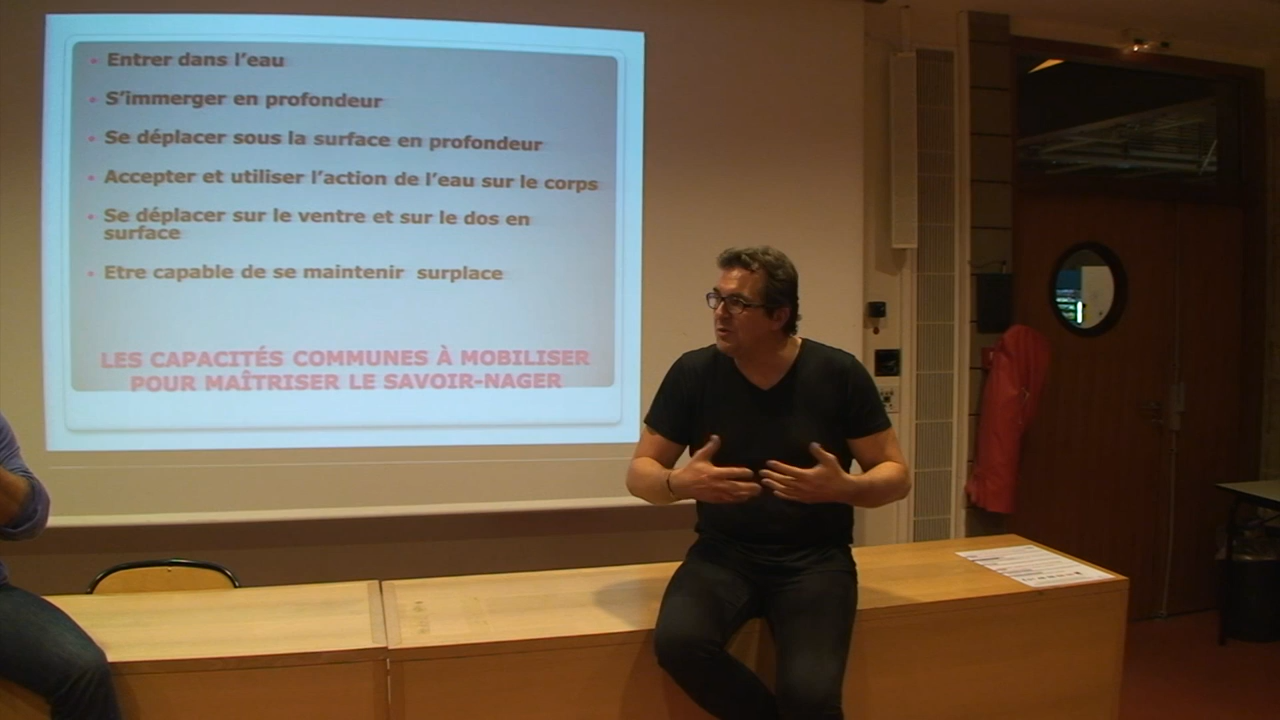 Entrer dans l'eau
S'immerger en profondeur
Se déplacer sous la surface en profondeur
Accepter et utiliser l'action de l'eau sur le corps
Se déplacer sur le ventre et sur le dos en
surface
Etre capable de se maintenir surplace
LES CAPACITÉS COMMUNES À MOBILISER
POUR MAÎTRISER LE SAVOIR-NAGER